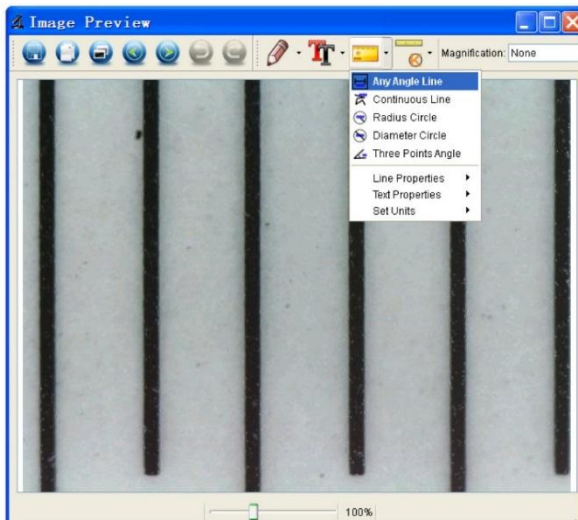 Image Preview
TT
Magnification: None
Any Angle Line
Continuous Line
Radius Circle
Diameter Circle
Three Points Angle
Line Properties
Text Properties
Set Units
100%